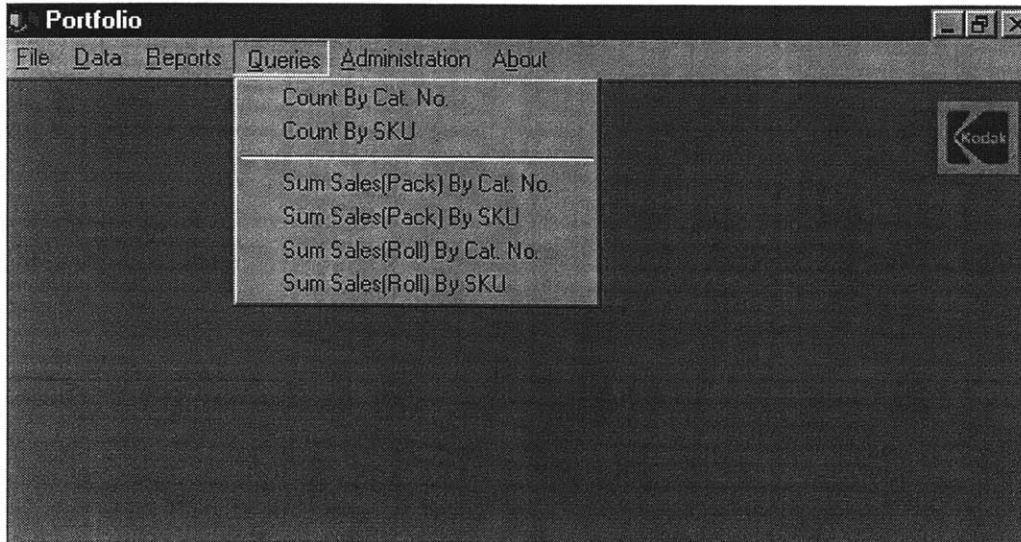 Portfolio
File Data Reports Queries Administration About
Count By Cat. No.
Count By SKU
Sum Sales(Pack) By Cat. No.
Sum Sales(Pack) By SKU
Sum Sales(Roll) By Cat. No.
Sum Sales(Roll) By SKU
Kodak